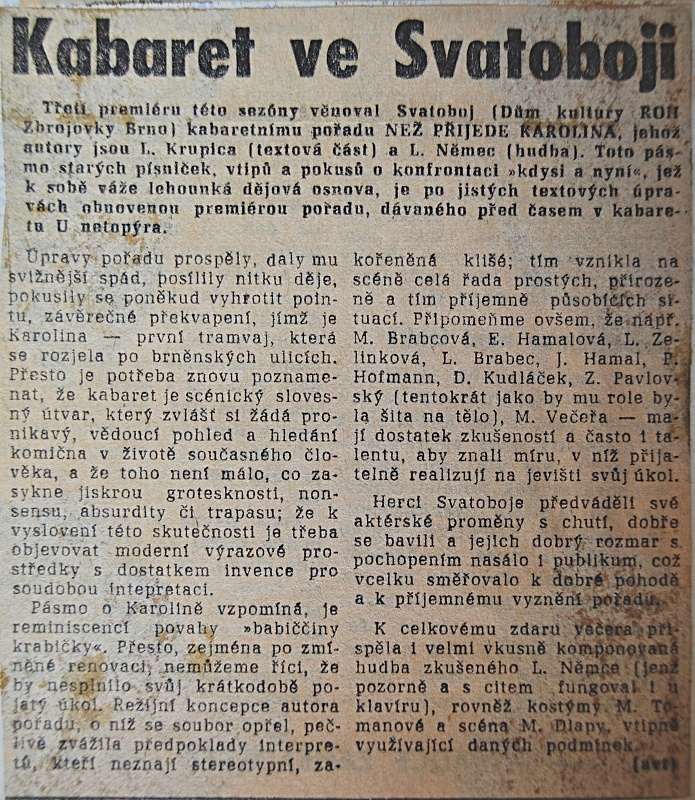 Kabaret ve Svatoboji
Třetí premiéru této sezóny věnoval Svatoboj (Dům kultury ROH
Zbrojovky Brno) kabaretnímu pořadu NEŽ PŘIJEDE KAROLINA, jehož
autory jsou L. Krupica (textová část) a L. Němec (hudba). Toto pás-
mo starých písniček, vtipů a pokusů o konfrontaci »kdysi a nyní«, jež
k sobě váže lehounká dějová osnova, je po jistých textových úpra-
vách obnovenou premiérou pořadu, dávaného před časem v kabare-
tu U netopýra.
Úpravy pořadu prospěly, daly mu
svižnější spád, posílily nitku děje,
pokusily se poněkud vyhrotit poin-
tu, závěrečné překvapení, jímž je
Karolina — první tramvaj, která
se rozjela po brněnských ulicích.
Přesto je potřeba znovu pozname-
nat, že kabaret je scénický sloves-
ný útvar, který zvlášť si žádá pro-
nikavý, vědoucí pohled a hledání
komična v životě současného člo-
věka, a že toho není málo, co za-
sykne jiskrou grotesknosti, non-
sensu, absurdity či trapasu; že k
vyslovení této skutečnosti je třeba
objevovat moderní výrazové pro-
středky s dostatkem invence pro
soudobou intepretaci.
Pásmo o Karolině vzpomíná, je
reminiscencí povahy »babiččiny
krabičky«. Přesto, zejména po zmí-
něné renovaci, nemůžeme říci, že
by nesplnilo svůj krátkodobě po-
jatý úkol. Režijní koncepce autora
pořadu, o níž se soubor opřel, peč-
livě zvážila předpoklady interpre-
tů, kteří neznají stereotypní, za-
kořeněná klišé; tím vznikla na
scéně celá řada prostých, přiroze-
ně a tím příjemně působících si-
tuací. Připomeňme ovšem, že např.
M. Brabcová, E. Hamalová, L. Ze-
linková, L. Brabec, J. Hamal, P.
Hofmann, D. Kudláček, Z. Pavlov-
ský (tentokrát jako by mu role by-
la šita na tělo), M. Večeřa — ma-
jí dostatek zkušeností a často i ta-
lentu, aby znali míru, v níž přija-
telně realizují na jevišti svůj úkol.
Herci Svatoboje předváděli své
aktérské proměny s chutí, dobře
se bavili a jejich dobrý rozmar s
pochopením nasálo i publikum, což
vcelku směřovalo k dobré pohodě
a k příjemnému vyznění pořadu.
K celkovému zdaru večera při-
spěla i velmi vkusně komponovaná
hudba zkušeného L. Němce (jenž
pozorně a s citem fungoval i u
klavíru), rovněž kostýmy M. To-
manové a scéna M. Dlapy, vtipně
využívající daných podmínek.
(avt)